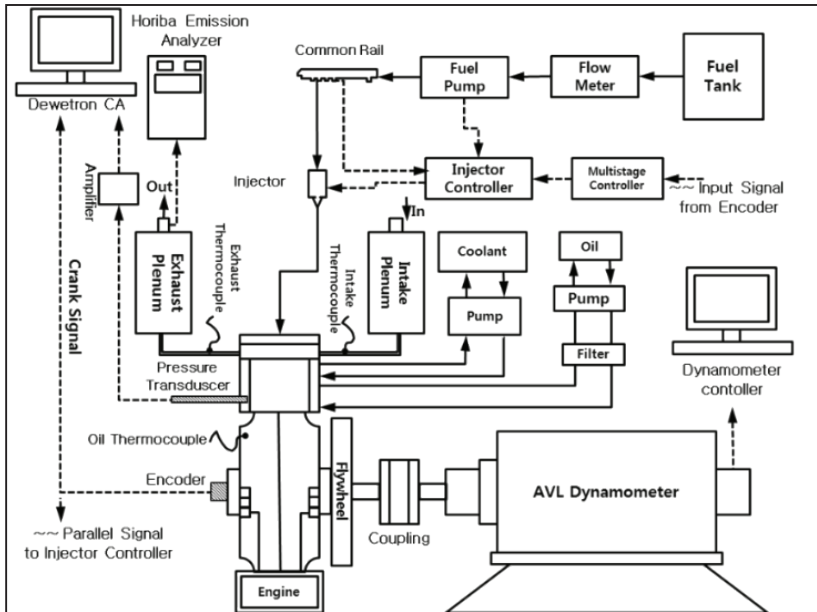 Horiba Emission
Analyzer
Dewetron CA
Common Rail
Fuel
Pump
Flow
Meter
Fuel
Tank
Amplifier
Out
Injector
Injector
Controller
Multistage
Controller
~~ Input Signal
from Encoder
In
Exhaust
Plenum
Exhaust
Thermocouple
Intake
Thermocouple
Intake
Plenum
Coolant
Pump
Oil
Pump
Filter
Crank Signal
Pressure
Transduscer
Dynamometer
contoller
Oil Thermocouple
Encoder
Flywheel
Coupling
AVL Dynamometer
~~ Parallel Signal
to Injector Controller
Engine